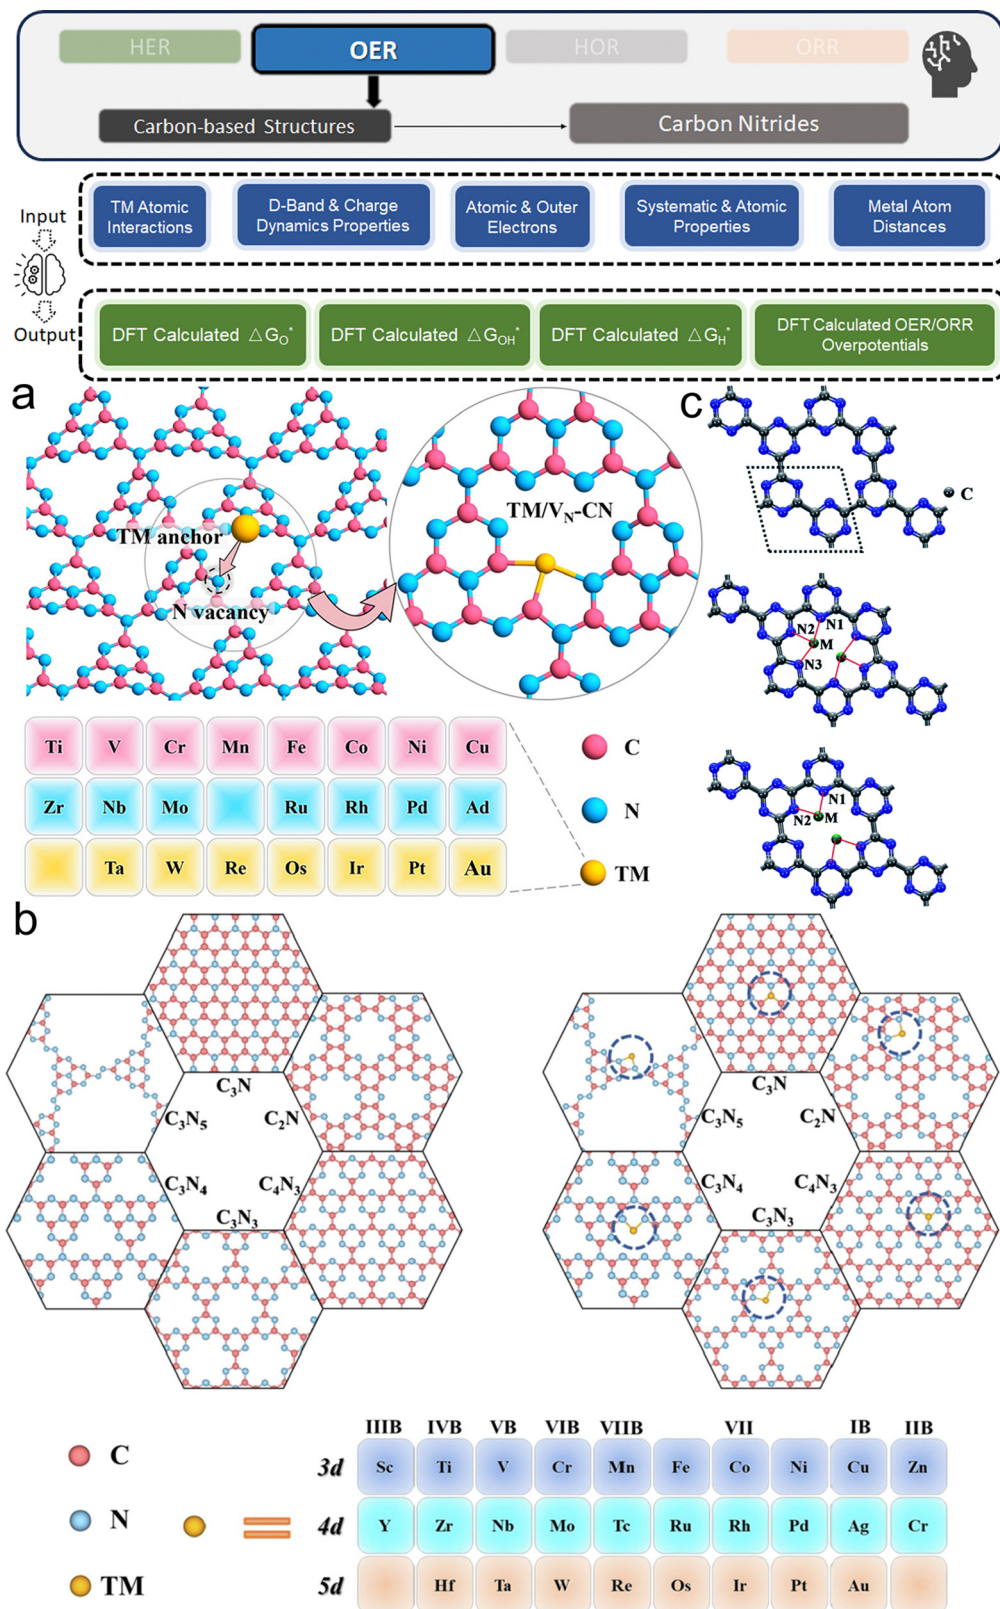 HER OER HOR ORR
Carbon-based Structures Carbon Nitrides
Input
Output
TM Atomic
Interactions
D-Band & Charge
Dynamics Properties
Atomic & Outer
Electrons
Systematic & Atomic
Properties
Metal Atom
Distances
DFT Calculated △G_O*
DFT Calculated △G_OH*
DFT Calculated △G_H*
DFT Calculated OER/ORR
Overpotentials
a
TM anchor
N vacancy
TM/V_N-CN
Ti V Cr Mn Fe Co Ni Cu
Zr Nb Mo Ru Rh Pd Ad
Ta W Re Os Ir Pt Au
C
N
TM
c
C
N1
N2
M
N3
N1
N2
M
b
C₃N
C₃N₅ C₂N
C₃N₄ C₄N₃
C₃N₃
C₃N
C₃N₅ C₂N
C₃N₄ C₄N₃
C₃N₃
C
N
TM
IIIB IVB VB VIB VIIB VII IB IIB
3d Sc Ti V Cr Mn Fe Co Ni Cu Zn
4d Y Zr Nb Mo Tc Ru Rh Pd Ag Cr
5d Hf Ta W Re Os Ir Pt Au